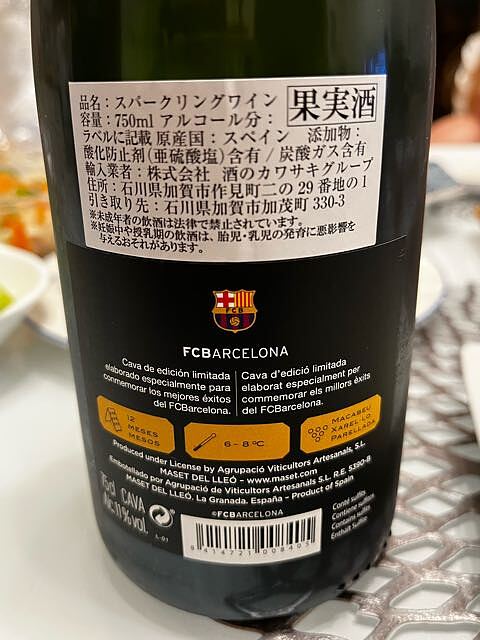 品名：スパークリングワイン 果実酒
容量：750ml アルコール分：
ラベルに記載 原産国：スペイン 添加物：
酸化防止剤(亜硫酸塩)含有 / 炭酸ガス含有
輸入業者：株式会社 酒のカワサキグループ
住所：石川県加賀市作見町二の29番地の1
引き取り先：石川県加賀市加茂町 330-3
※未成年者の飲酒は法律で禁止されています。
※妊娠中や授乳期の飲酒は、胎児・乳児の発育に悪影響を
与えるおそれがあります。
FCB
FCBARCELONA
Cava de edición limitada
elaborado especialmente para
conmemorar los mejores éxitos
del FCBarcelona.
Cava d'edició limitada
elaborat especialment per
commemorar els millors èxits
del FCBarcelona.
12
MESES
MESOS
6-8ºC
MACABEU
XAREL·LO
PARELLADA
Produced under License by Agrupació Viticultors Artesanals, S.L.
MASET DEL LLEÓ – www.maset.com
Embotellado por Agrupació de Viticultors Artesanals, S.L. R.E. 5390-B
MASET DEL LLEÓ. La Granada. España – Product of Spain
75cl CAVA
Alc.11%vol.
©FCBARCELONA
Conté sulfits
Contiene sulfitos
Contains sulfits
Enthält Sulfite
8414721008405